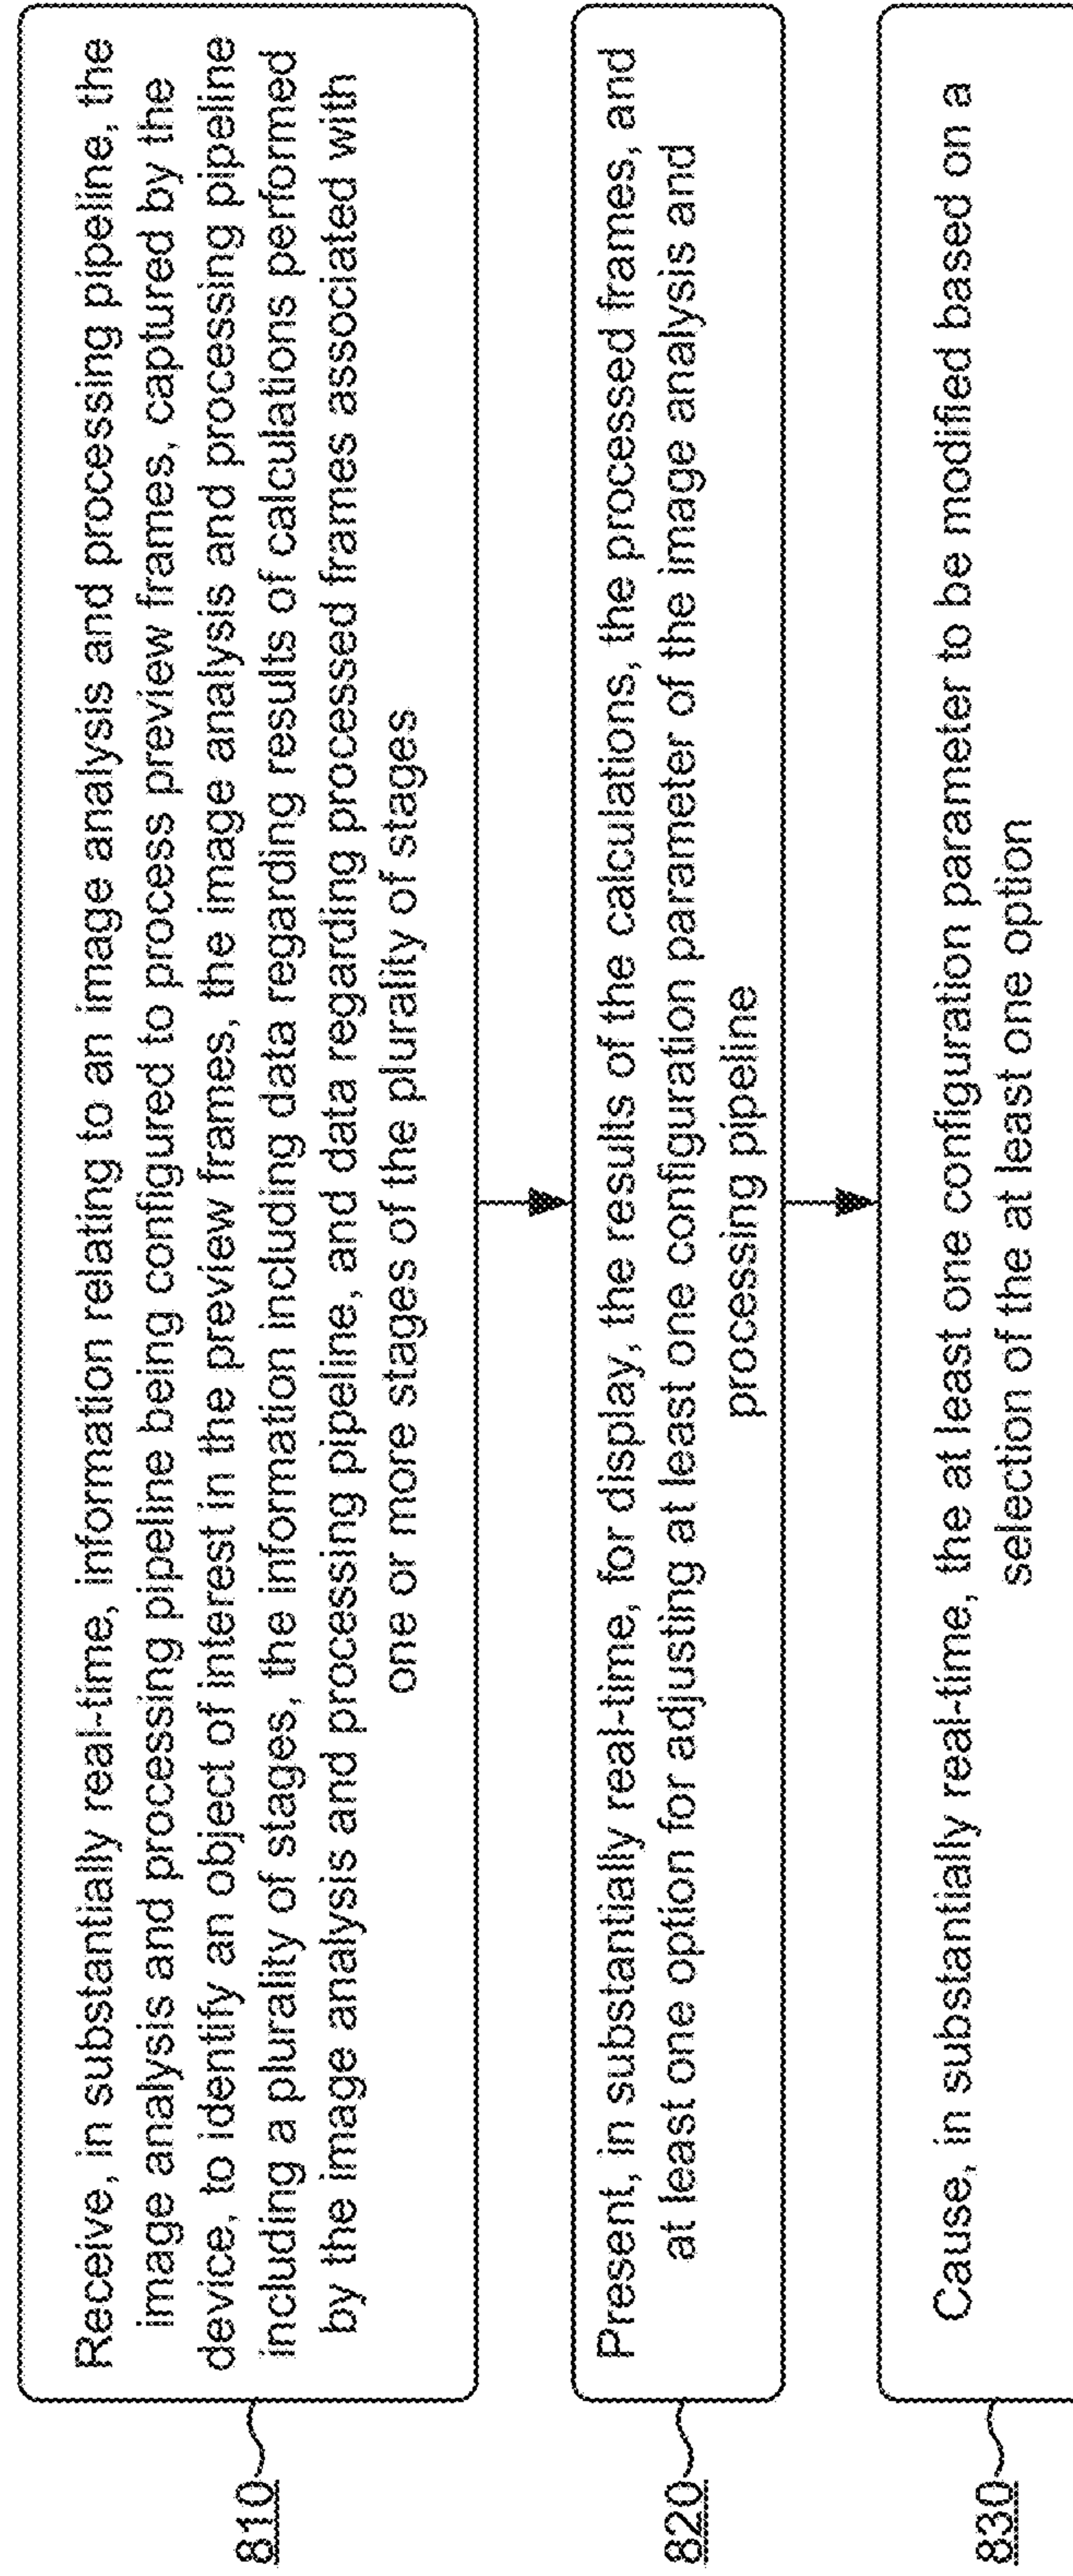 810
Receive, in substantially real-time, information relating to an image analysis and processing pipeline, the
image analysis and processing pipeline being configured to process preview frames, captured by the
device, to identify an object of interest in the preview frames, the image analysis and processing pipeline
including a plurality of stages, the information including data regarding results of calculations performed
by the image analysis and processing pipeline, and data regarding processed frames associated with
one or more stages of the plurality of stages
820
Present, in substantially real-time, for display, the results of the calculations, the processed frames, and
at least one option for adjusting at least one configuration parameter of the image analysis and
processing pipeline
830
Cause, in substantially real-time, the at least one configuration parameter to be modified based on a
selection of the at least one option